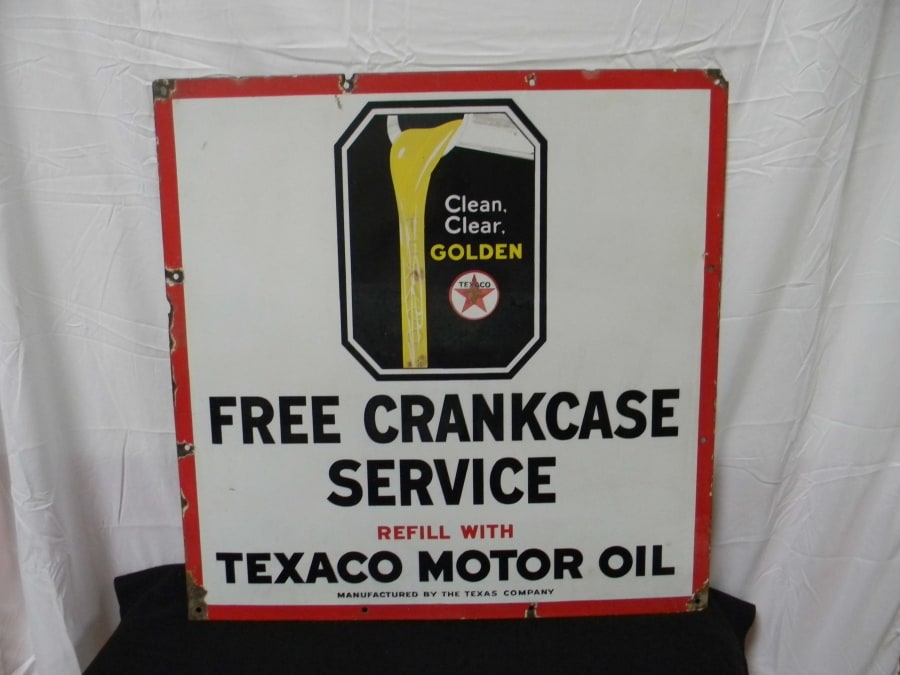 Clean,
Clear,
GOLDEN
TEXACO
FREE CRANKCASE
SERVICE
REFILL WITH
TEXACO MOTOR OIL
MANUFACTURED BY THE TEXAS COMPANY